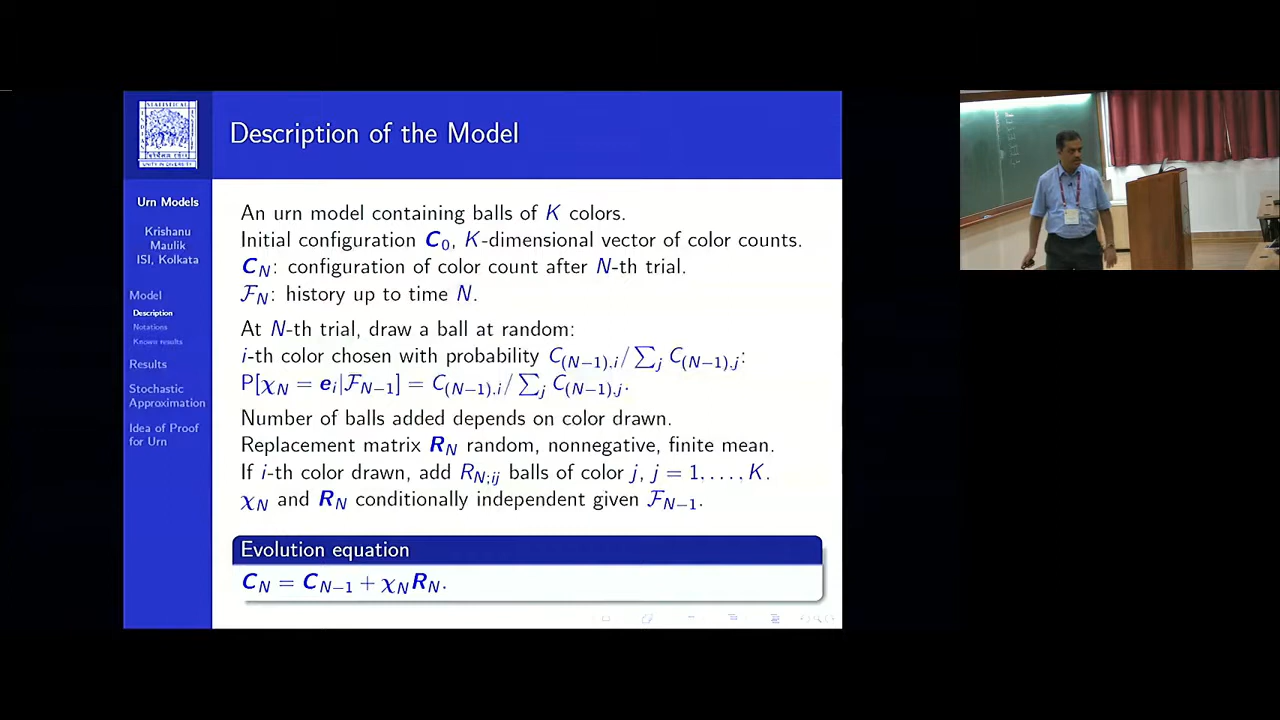 Description of the Model
Urn Models
Krishanu
Maulik
ISI, Kolkata
Model
Description
Notations
Known results
Results
Stochastic
Approximation
Idea of Proof
for Urn
An urn model containing balls of K colors.
Initial configuration C₀, K-dimensional vector of color counts.
C_N: configuration of color count after N-th trial.
ℱ_N: history up to time N.
At N-th trial, draw a ball at random:
i-th color chosen with probability C_{(N−1),i}/∑_j C_{(N−1),j}:
P[χ_N = e_i|ℱ_{N−1}] = C_{(N−1),i}/∑_j C_{(N−1),j}.
Number of balls added depends on color drawn.
Replacement matrix R_N random, nonnegative, finite mean.
If i-th color drawn, add R_{N;ij} balls of color j, j = 1, . . . , K.
χ_N and R_N conditionally independent given ℱ_{N−1}.
Evolution equation
C_N = C_{N−1} + χ_N R_N.